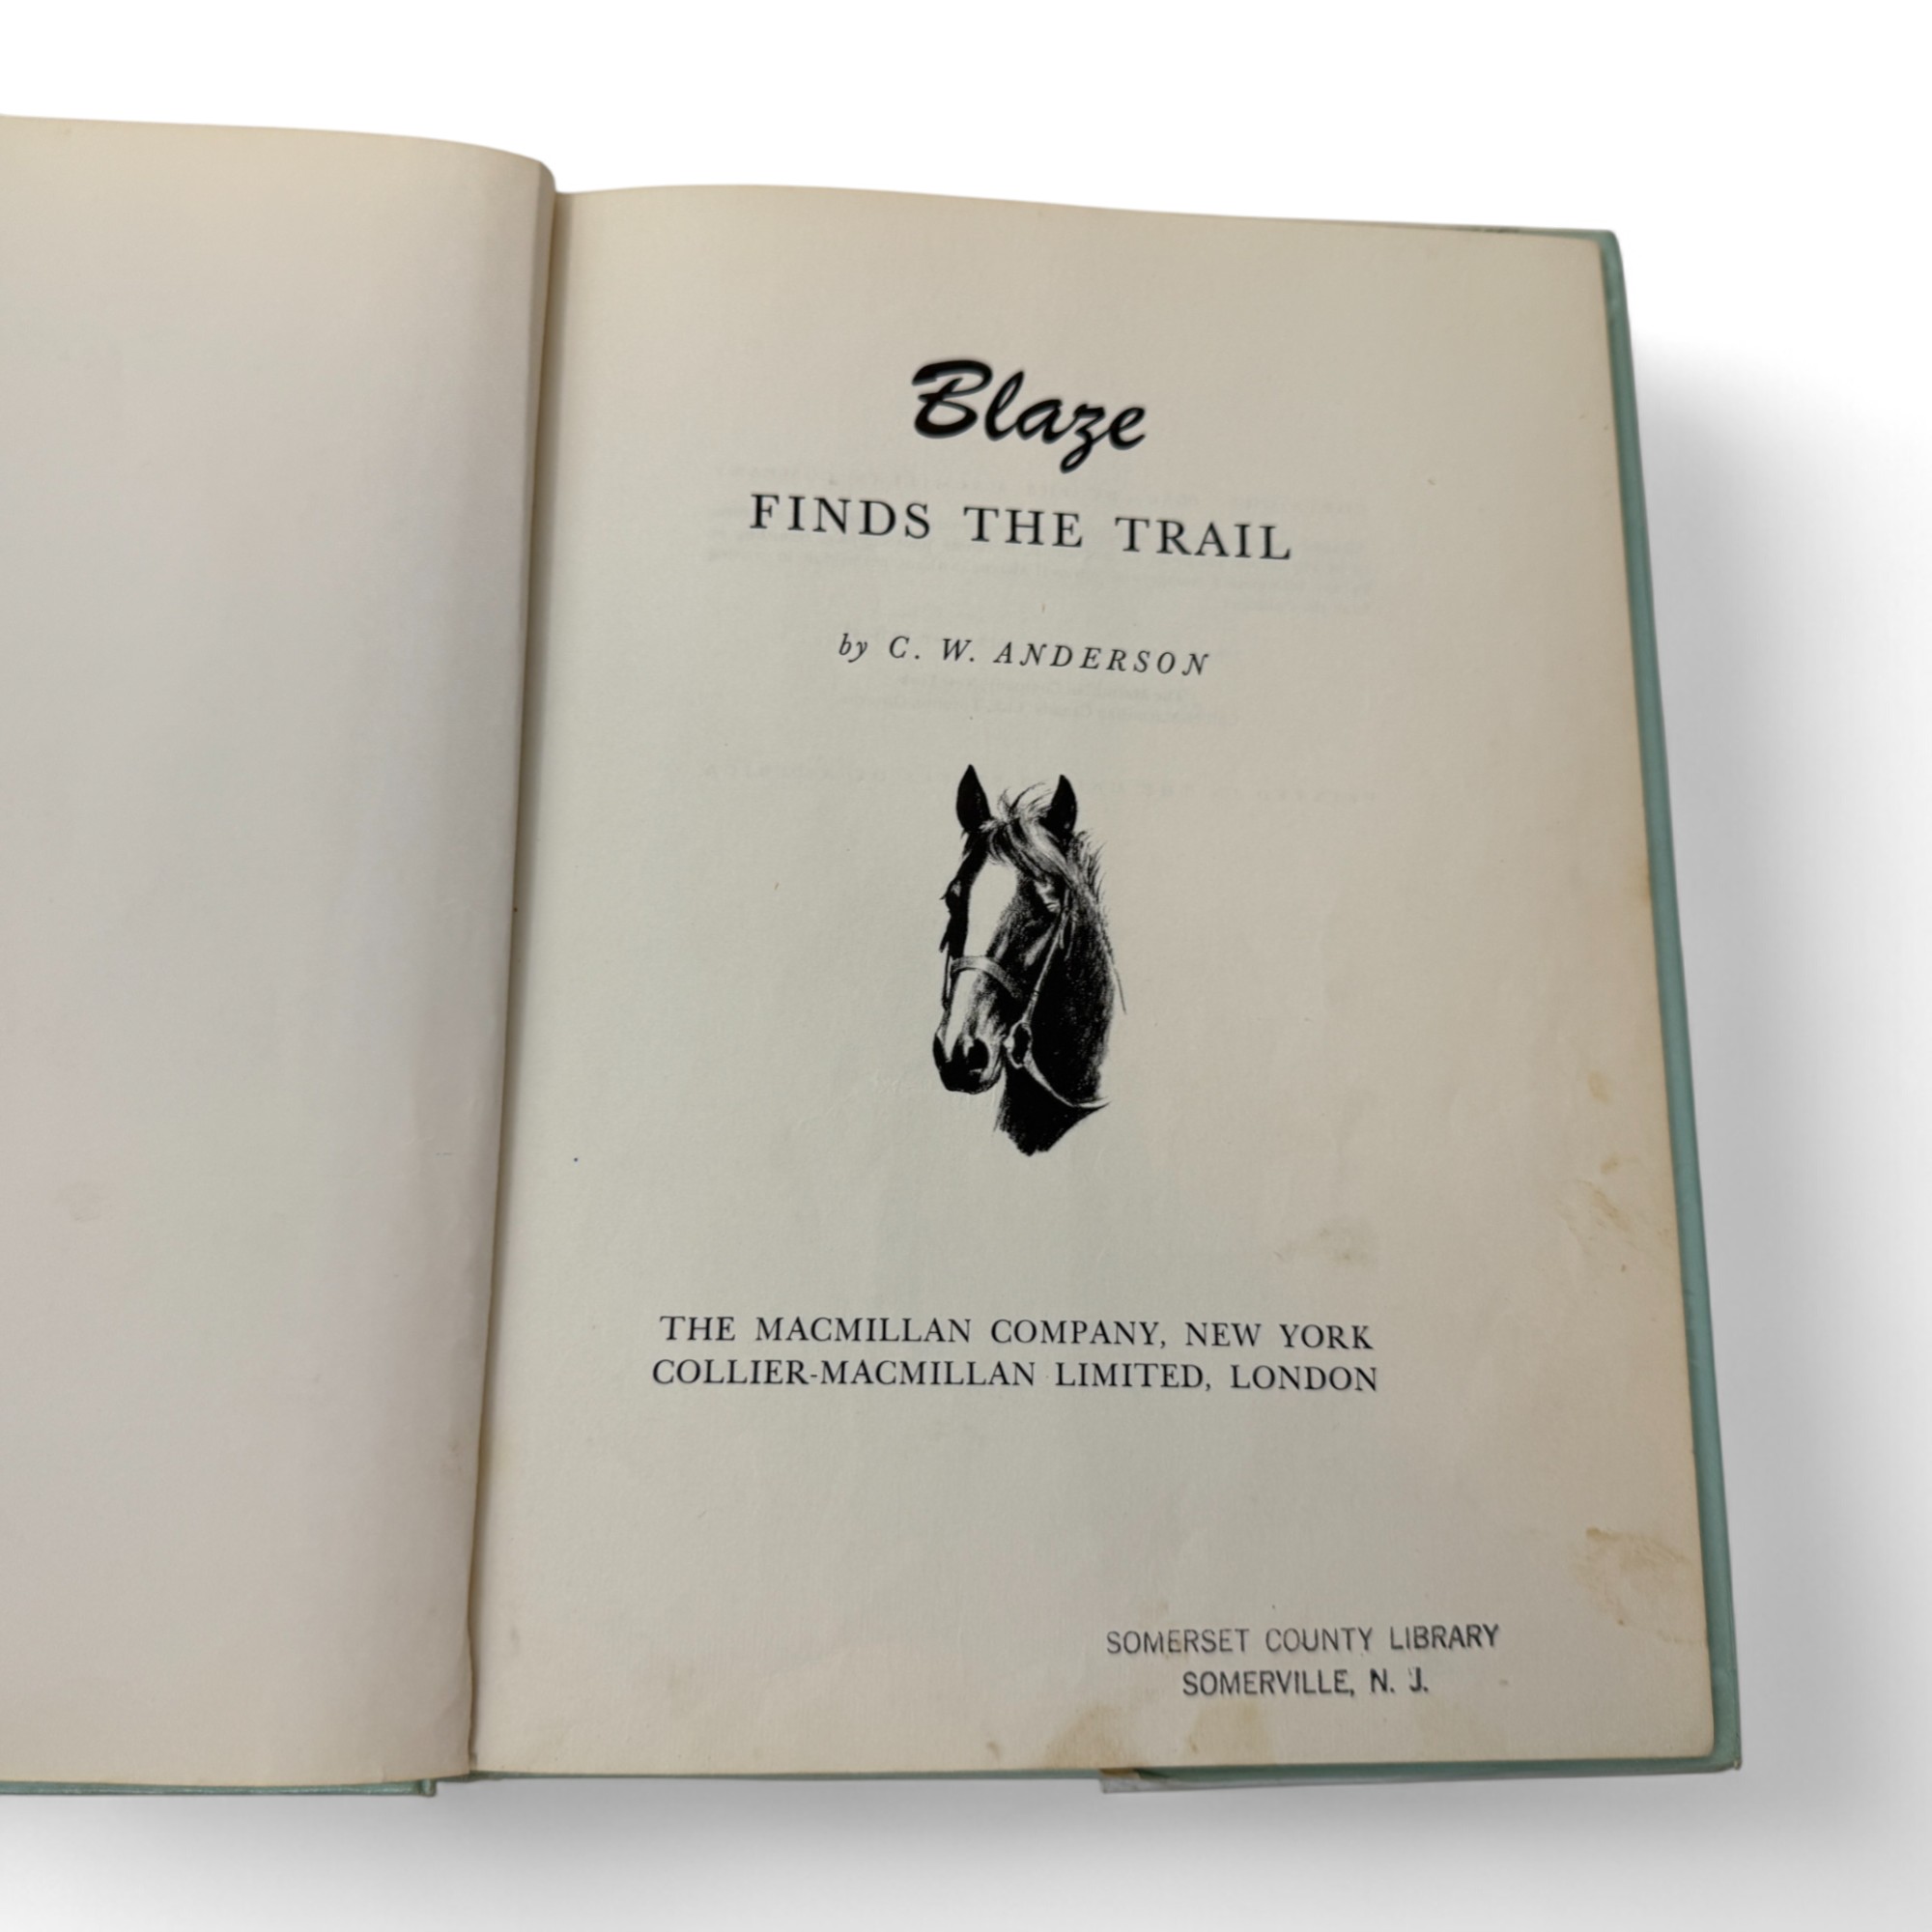 Blaze
FINDS THE TRAIL
by C. W. ANDERSON
THE MACMILLAN COMPANY, NEW YORK
COLLIER-MACMILLAN LIMITED, LONDON
SOMERSET COUNTY LIBRARY
SOMERVILLE, N. J.